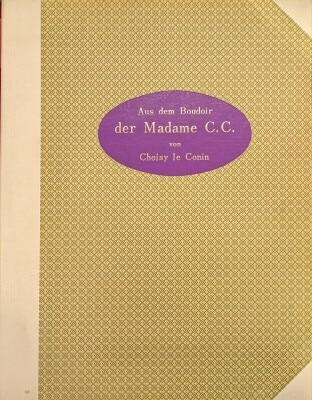 Aus dem Boudoir
der Madame C.C.
von
Choisy le Conin